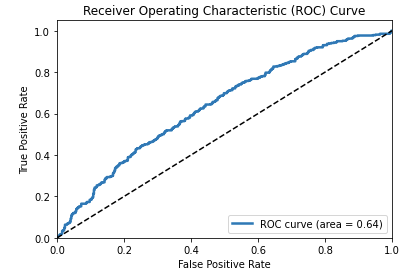 Receiver Operating Characteristic (ROC) Curve
1.0
0.8
0.6
0.4
0.2
0.0
True Positive Rate
ROC curve (area = 0.64)
0.0 0.2 0.4 0.6 0.8 1.0
False Positive Rate